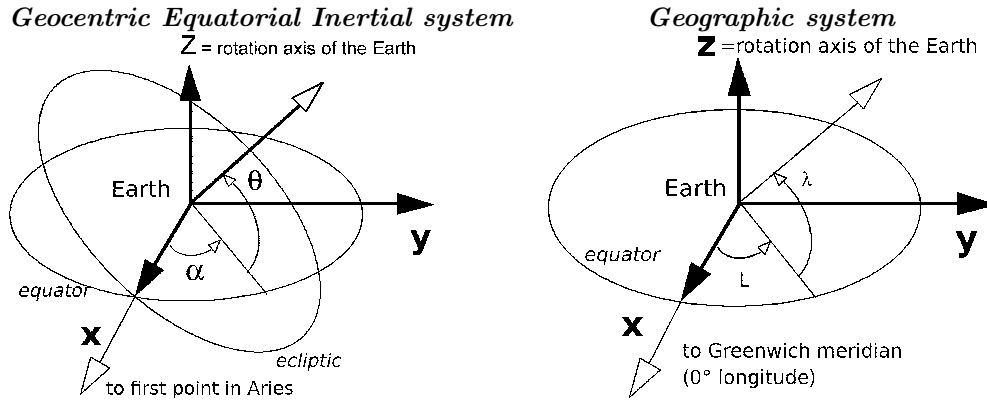 Geocentric Equatorial Inertial system
Z = rotation axis of the Earth
θ
Earth
y
α
equator
x
ecliptic
to first point in Aries
Geographic system
z =rotation axis of the Earth
λ
Earth
y
equator
L
x
to Greenwich meridian
(0° longitude)